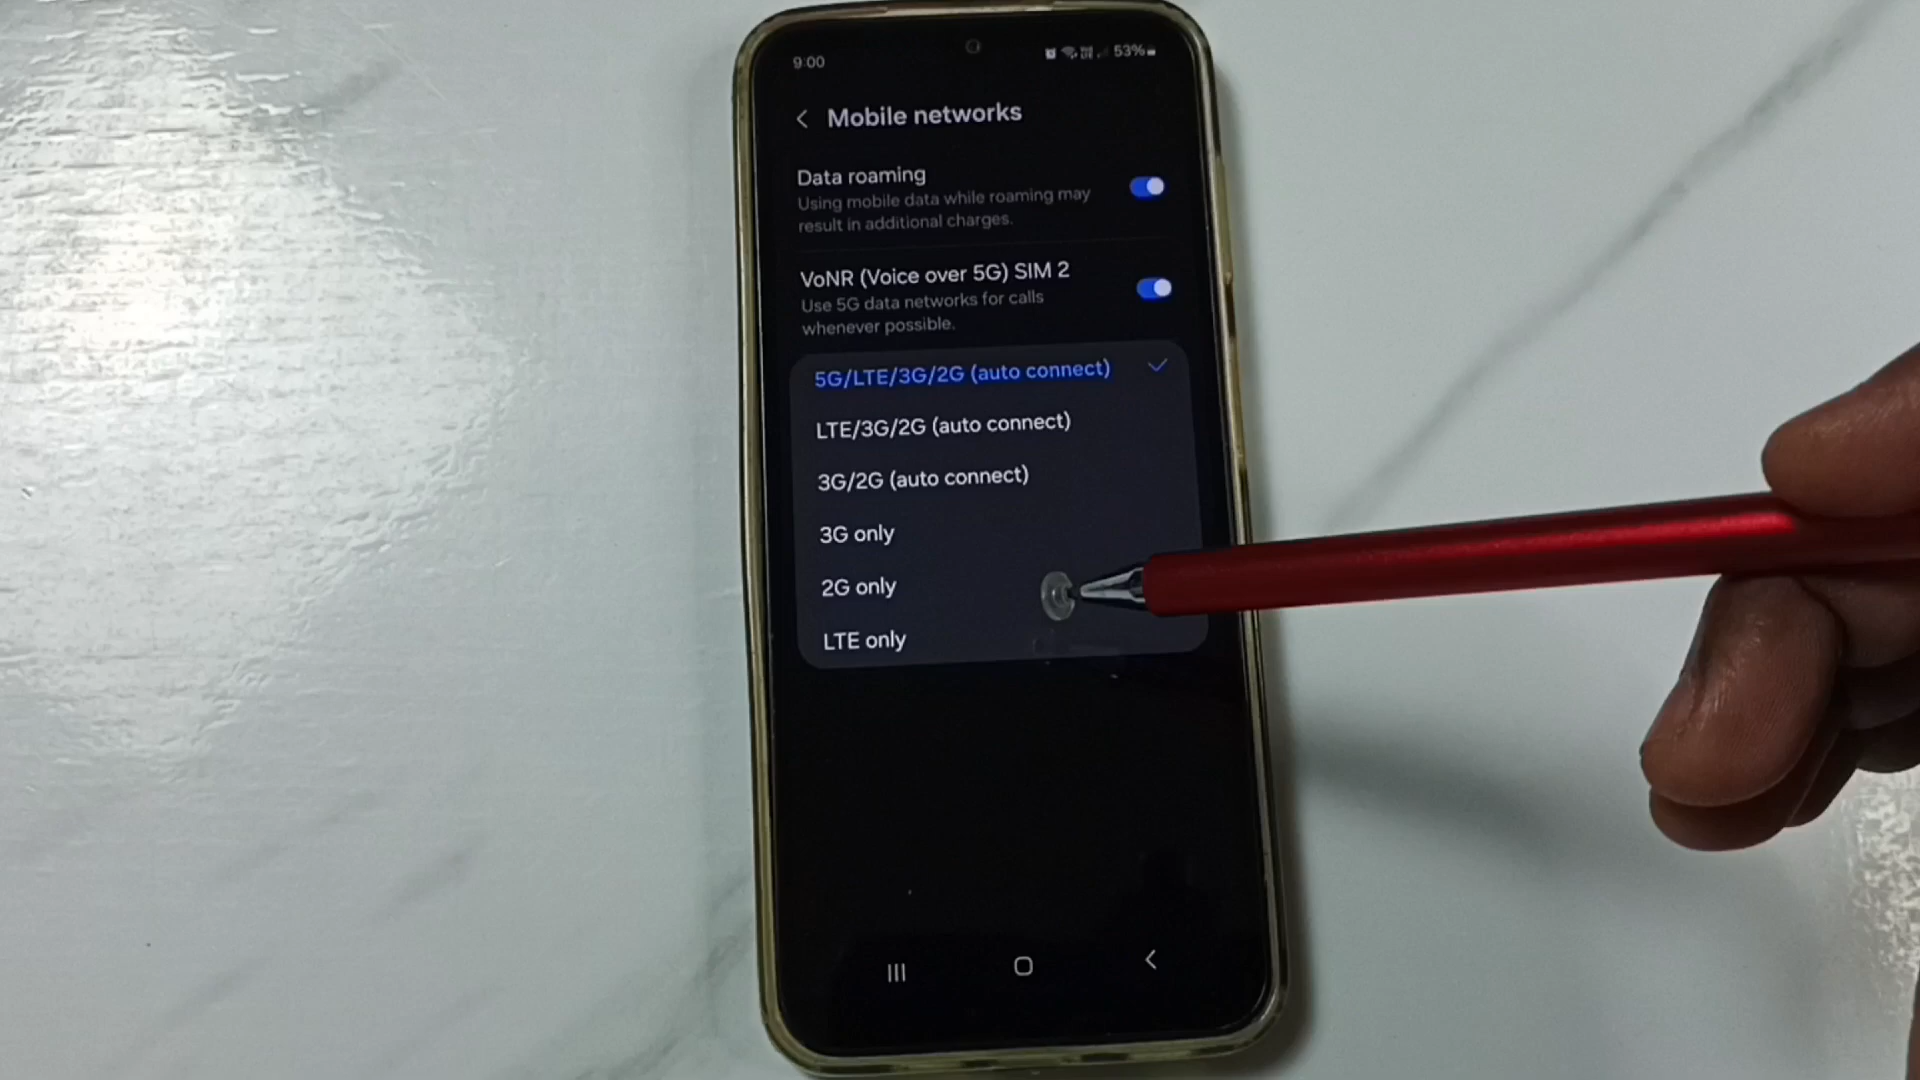 9:00
53%
Mobile networks
Data roaming
Using mobile data while roaming may
result in additional charges.
VoNR (Voice over 5G) SIM 2
Use 5G data networks for calls
whenever possible.
5G/LTE/3G/2G (auto connect)
LTE/3G/2G (auto connect)
3G/2G (auto connect)
3G only
2G only
LTE only